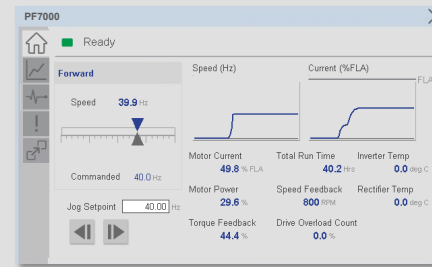 PF7000
Ready
Forward
Speed 39.9 Hz
Commanded 40.0 Hz
Jog Setpoint 40.00 Hz
Speed (Hz)
Current (%FLA)
FLA
Motor Current
49.8 % FLA
Total Run Time
40.2 Hrs
Inverter Temp
0.0 deg C
Motor Power
29.6 %
Speed Feedback
800 RPM
Rectifier Temp
0.0 deg C
Torque Feedback
44.4 %
Drive Overload Count
0.0 %